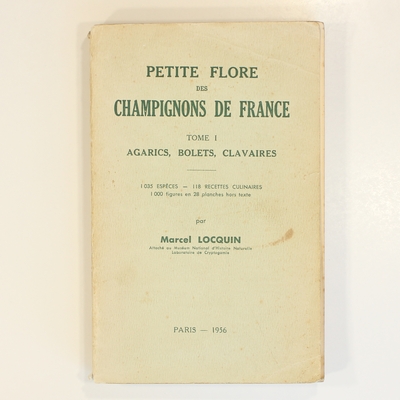 PETITE FLORE
DES
CHAMPIGNONS DE FRANCE
TOME I
AGARICS, BOLETS, CLAVAIRES
1 035 ESPÈCES — 118 RECETTES CULINAIRES
1 000 figures en 38 planches hors texte
par
Marcel LOCQUIN
Attaché au Muséum National d'Histoire Naturelle
Laboratoire de Cryptogamie
PARIS — 1956